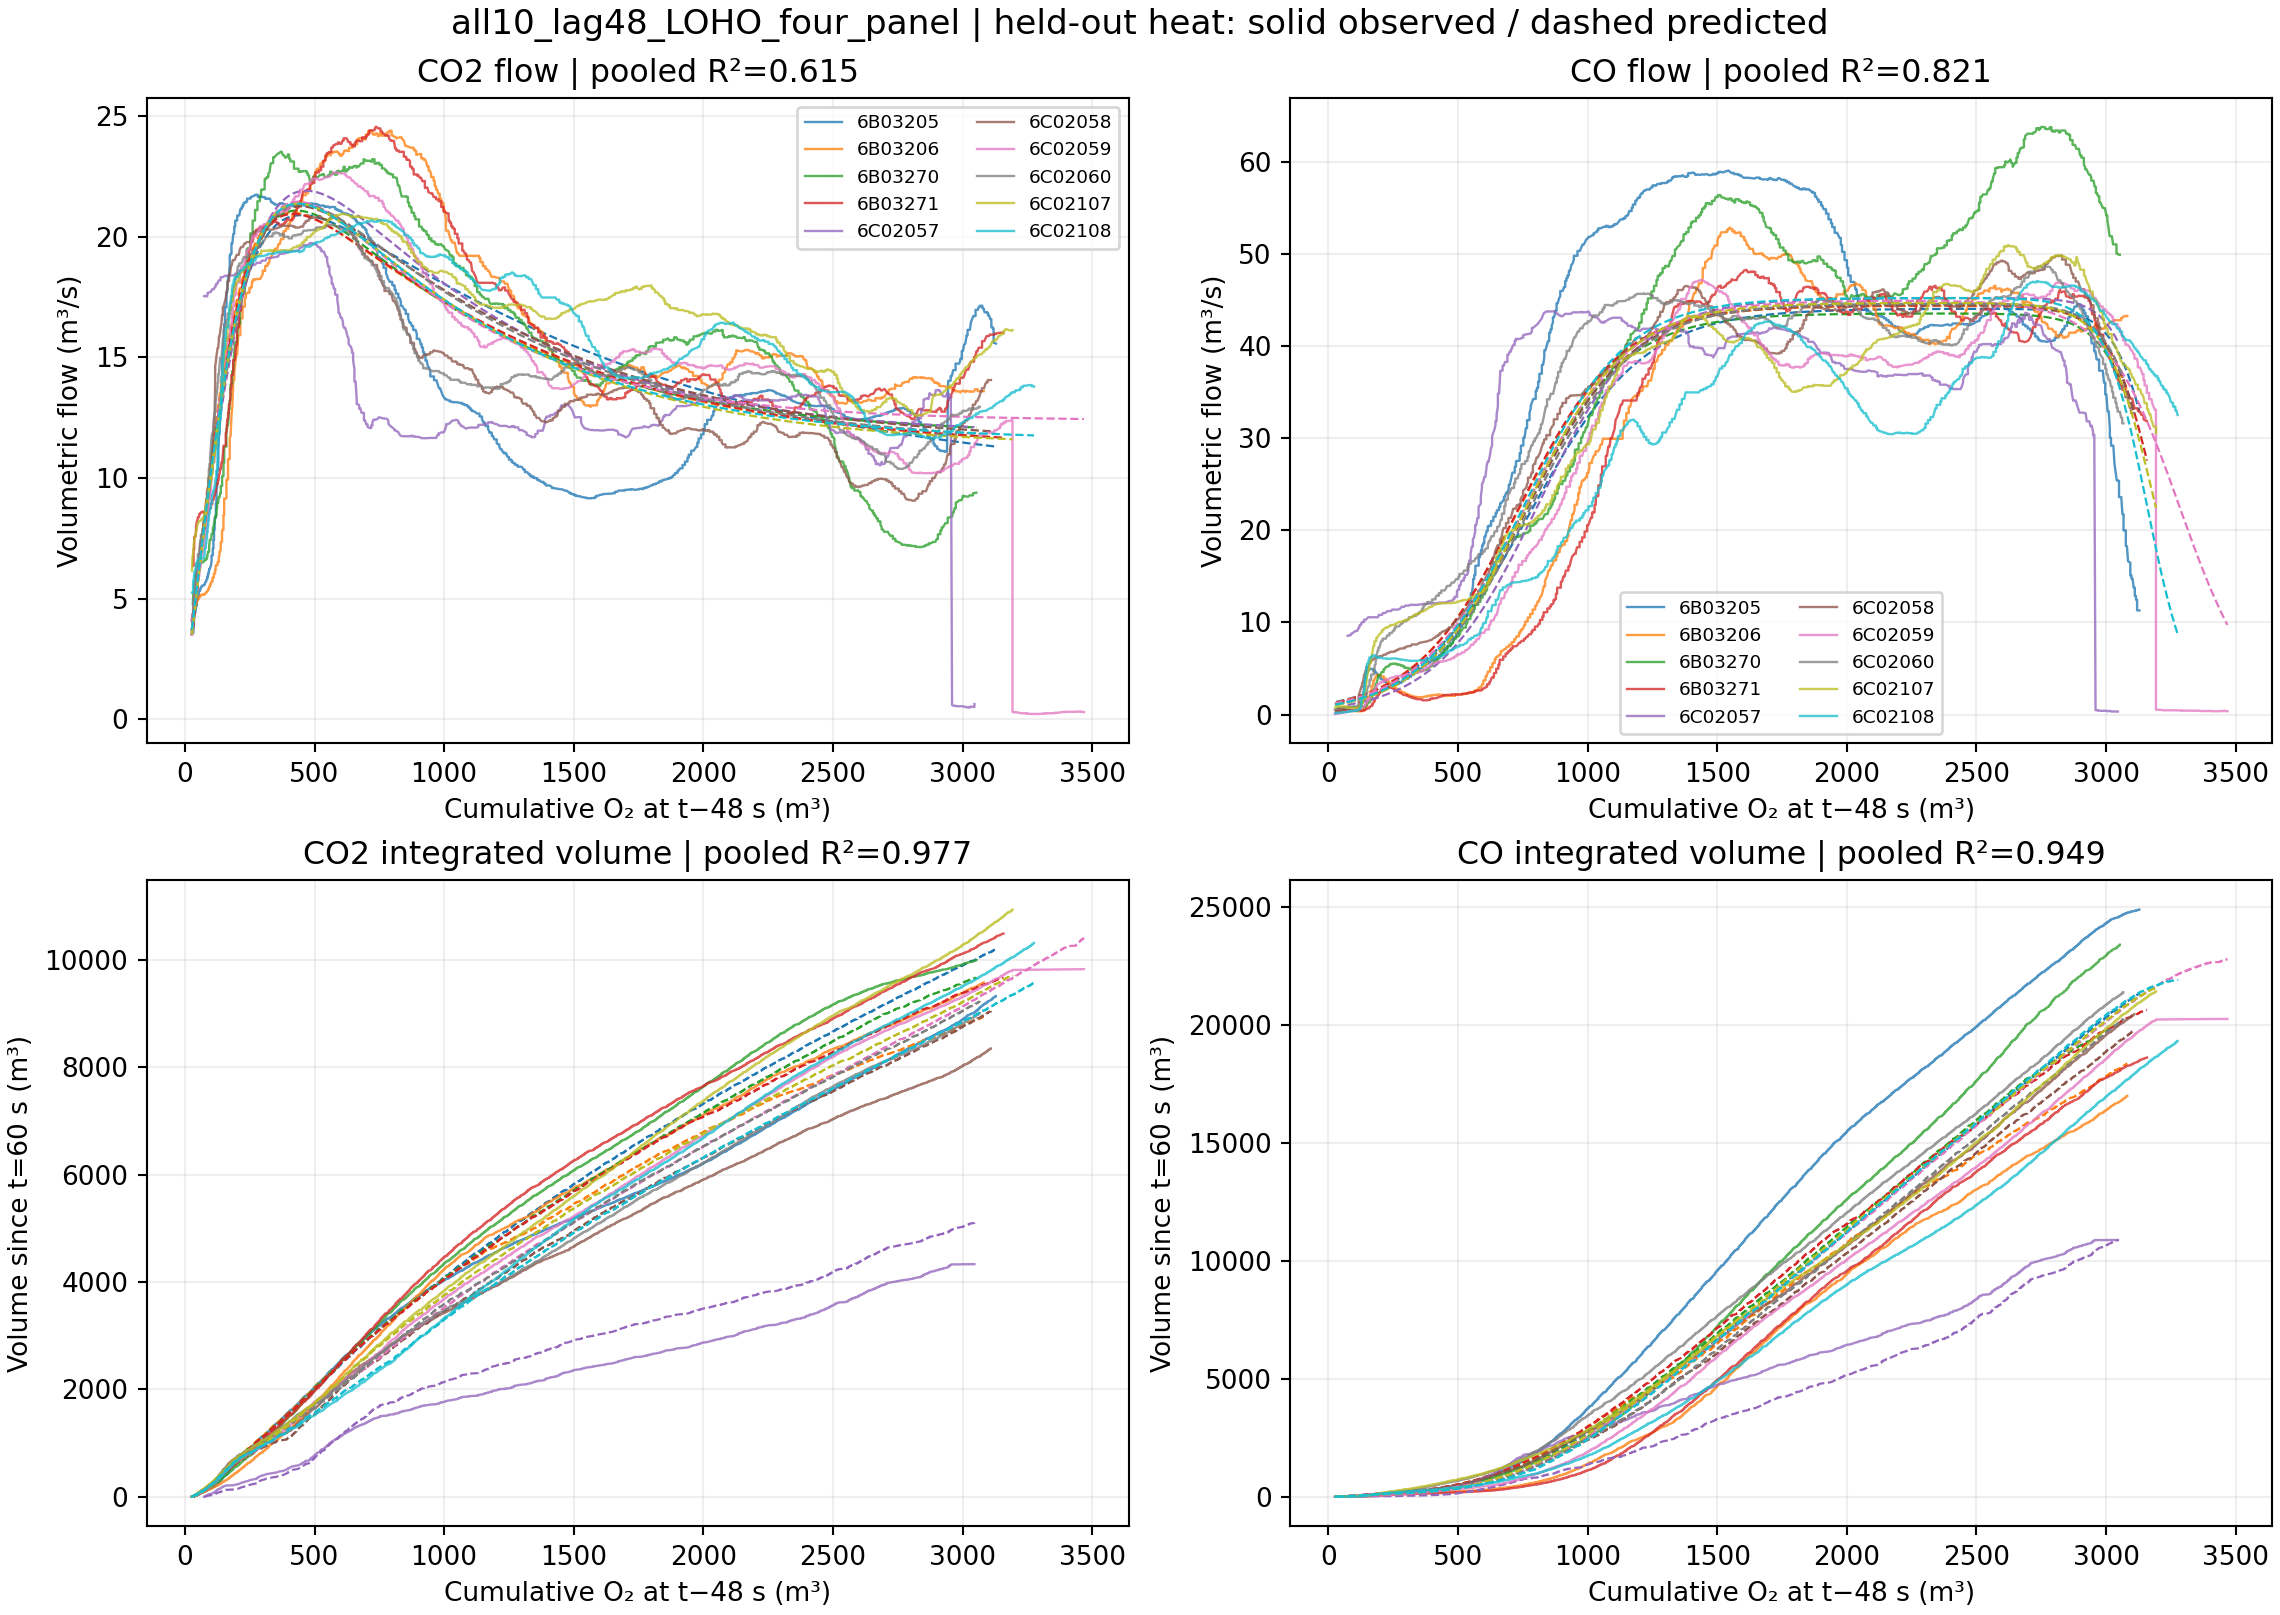 all10_lag48_LOHO_four_panel | held-out heat: solid observed / dashed predicted
CO2 flow | pooled R²=0.615
Volumetric flow (m³/s)
25
20
15
10
5
0
6B03205
6B03206
6B03270
6B03271
6C02057
6C02058
6C02059
6C02060
6C02107
6C02108
0 500 1000 1500 2000 2500 3000 3500
Cumulative O₂ at t−48 s (m³)
CO flow | pooled R²=0.821
Volumetric flow (m³/s)
60
50
40
30
20
10
0
6B03205
6B03206
6B03270
6B03271
6C02057
6C02058
6C02059
6C02060
6C02107
6C02108
0 500 1000 1500 2000 2500 3000 3500
Cumulative O₂ at t−48 s (m³)
CO2 integrated volume | pooled R²=0.977
Volume since t=60 s (m³)
10000
8000
6000
4000
2000
0
0 500 1000 1500 2000 2500 3000 3500
Cumulative O₂ at t−48 s (m³)
CO integrated volume | pooled R²=0.949
Volume since t=60 s (m³)
25000
20000
15000
10000
5000
0
0 500 1000 1500 2000 2500 3000 3500
Cumulative O₂ at t−48 s (m³)